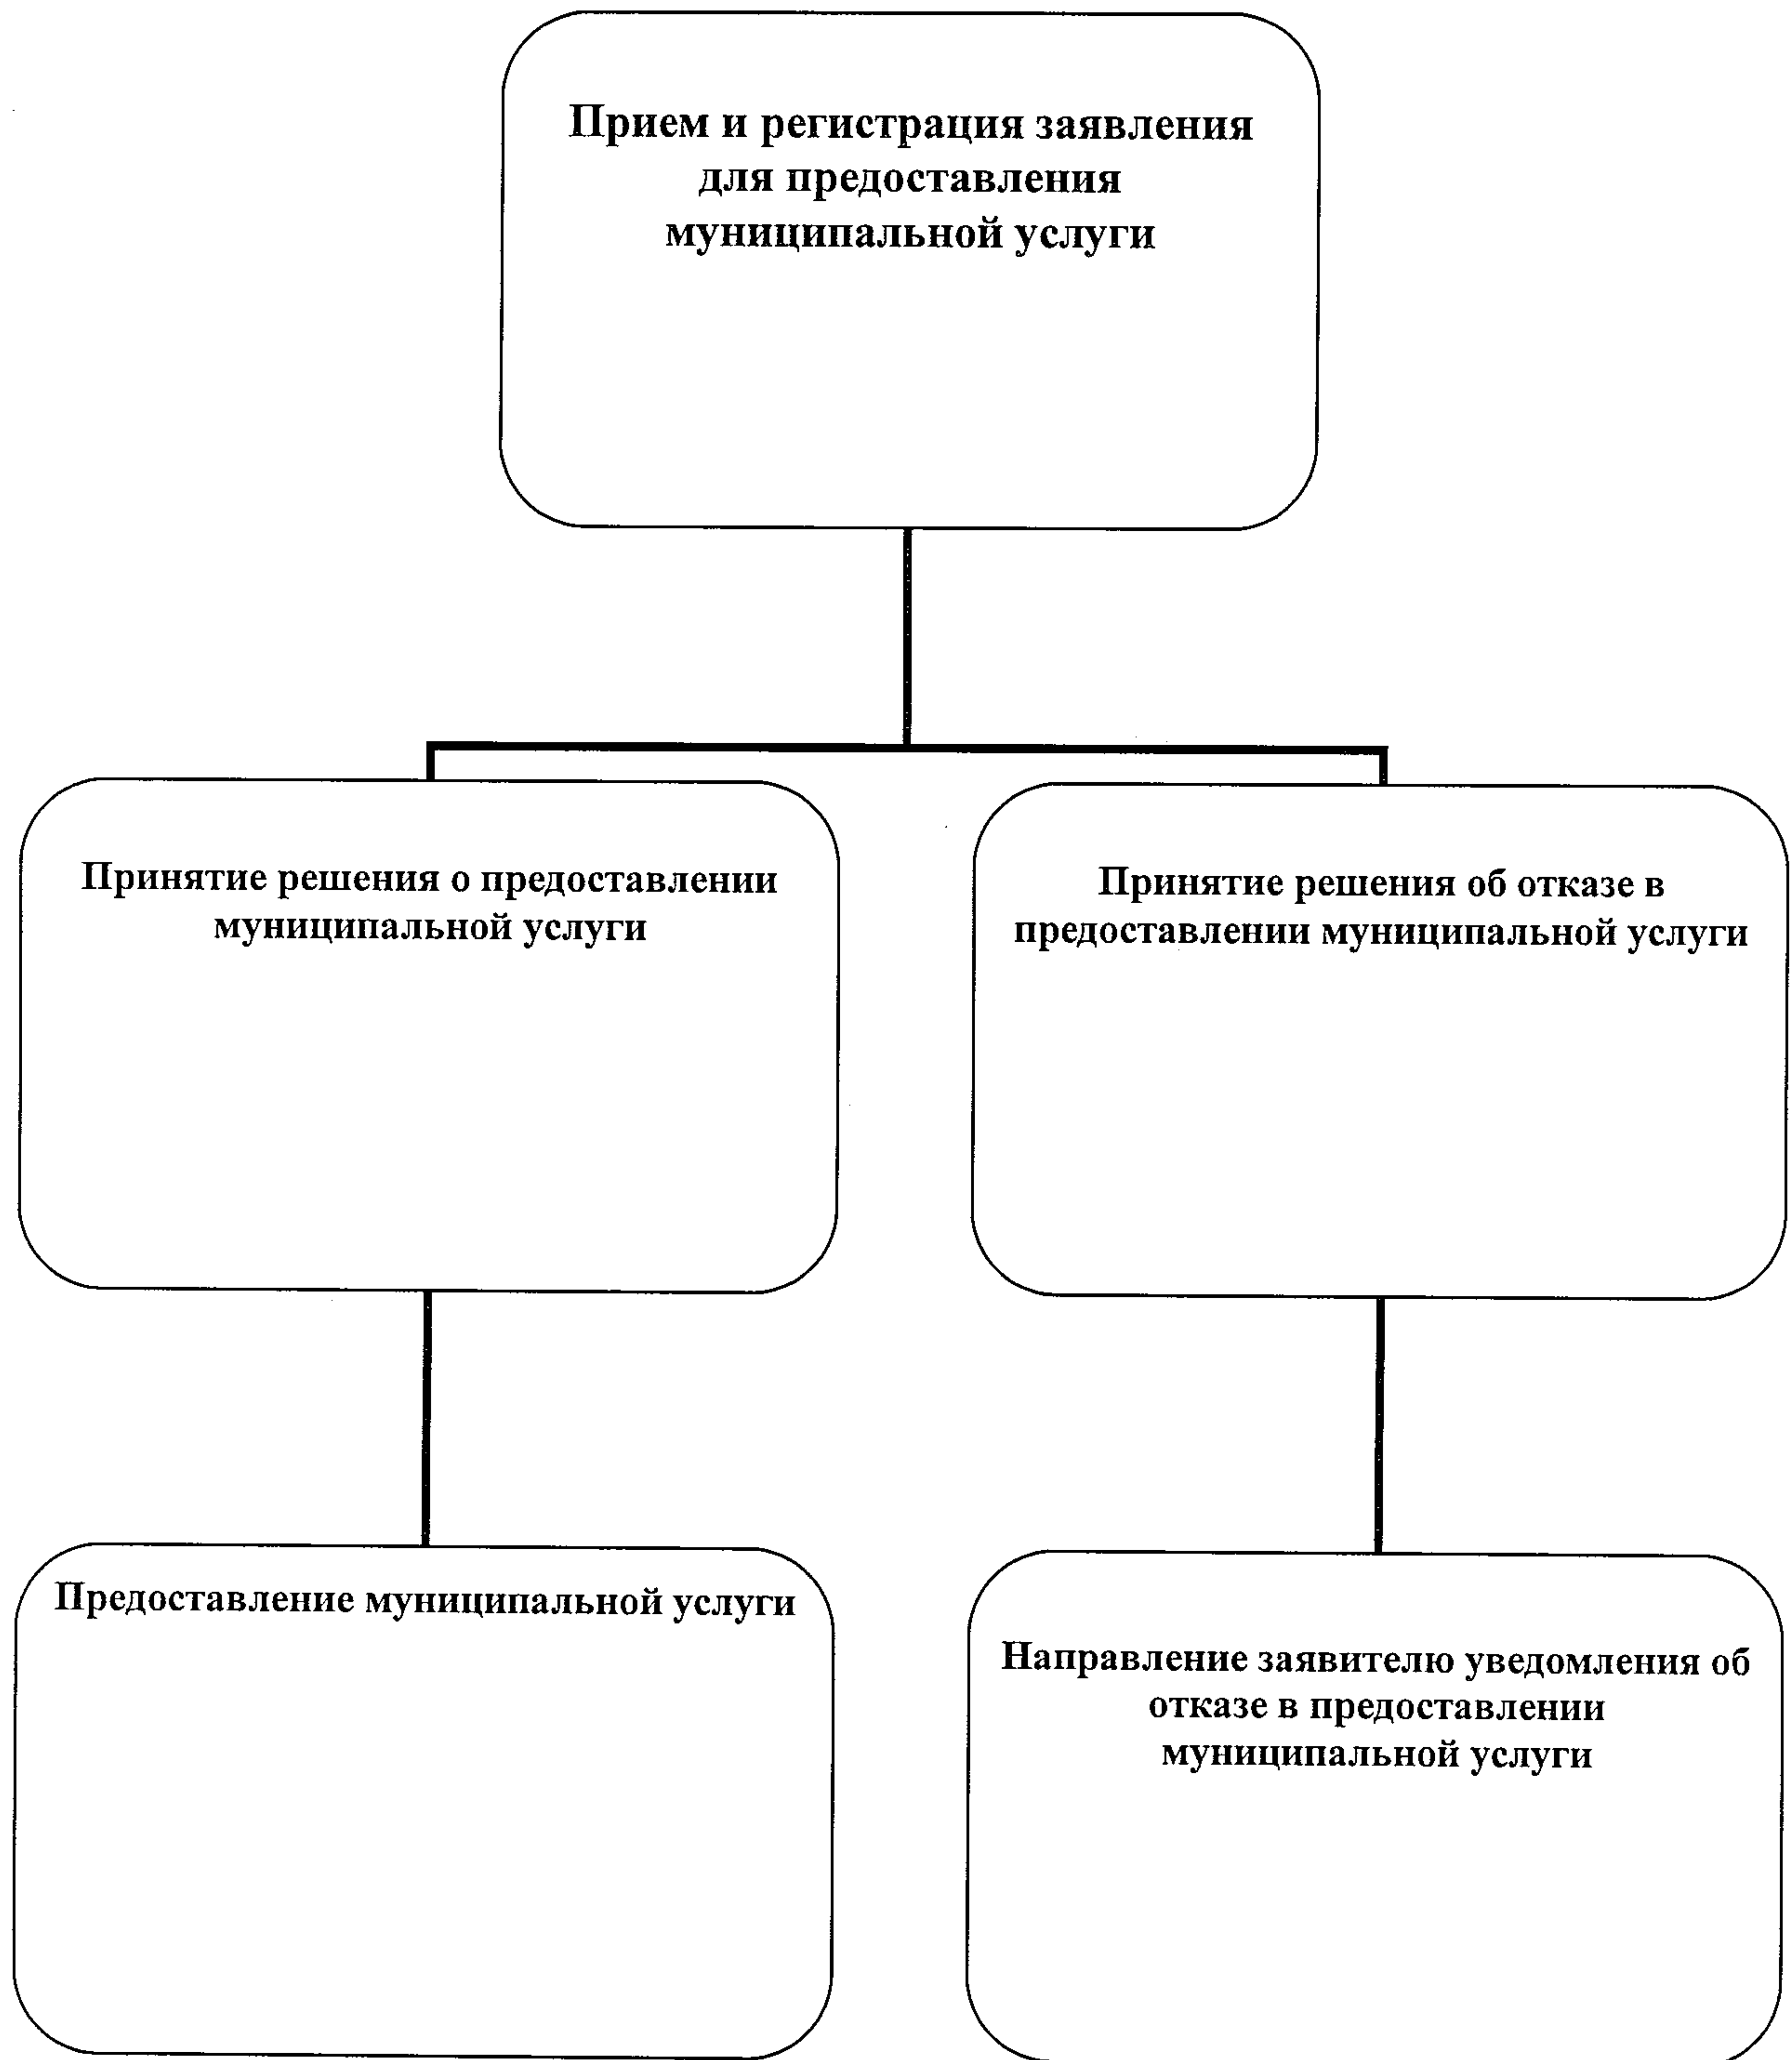 Прием и регистрация заявления
для предоставления
муниципальной услуги
Принятие решения о предоставлении
муниципальной услуги
Принятие решения об отказе в
предоставлении муниципальной услуги
Предоставление муниципальной услуги
Направление заявителю уведомления об
отказе в предоставлении
муниципальной услуги